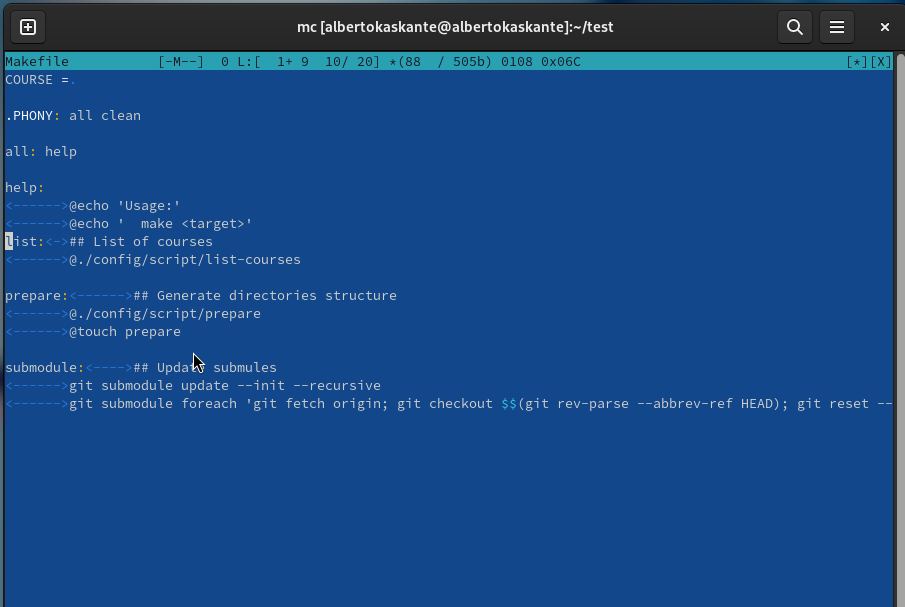 mc [albertokaskante@albertokaskante]:~/test
Makefile [-M--] 0 L:[ 1+ 9 10/ 20] *(88 / 505b) 0108 0x06C [*][X]
COURSE =.
.PHONY: all clean
all: help
help:
<------>@echo 'Usage:'
<------>@echo '  make <target>'
list:<->## List of courses
<------>@./config/script/list-courses
prepare:<------>## Generate directories structure
<------>@./config/script/prepare
<------>@touch prepare
submodule:<---->## Update submules
<------>git submodule update --init --recursive
<------>git submodule foreach 'git fetch origin; git checkout $$(git rev-parse --abbrev-ref HEAD); git reset --